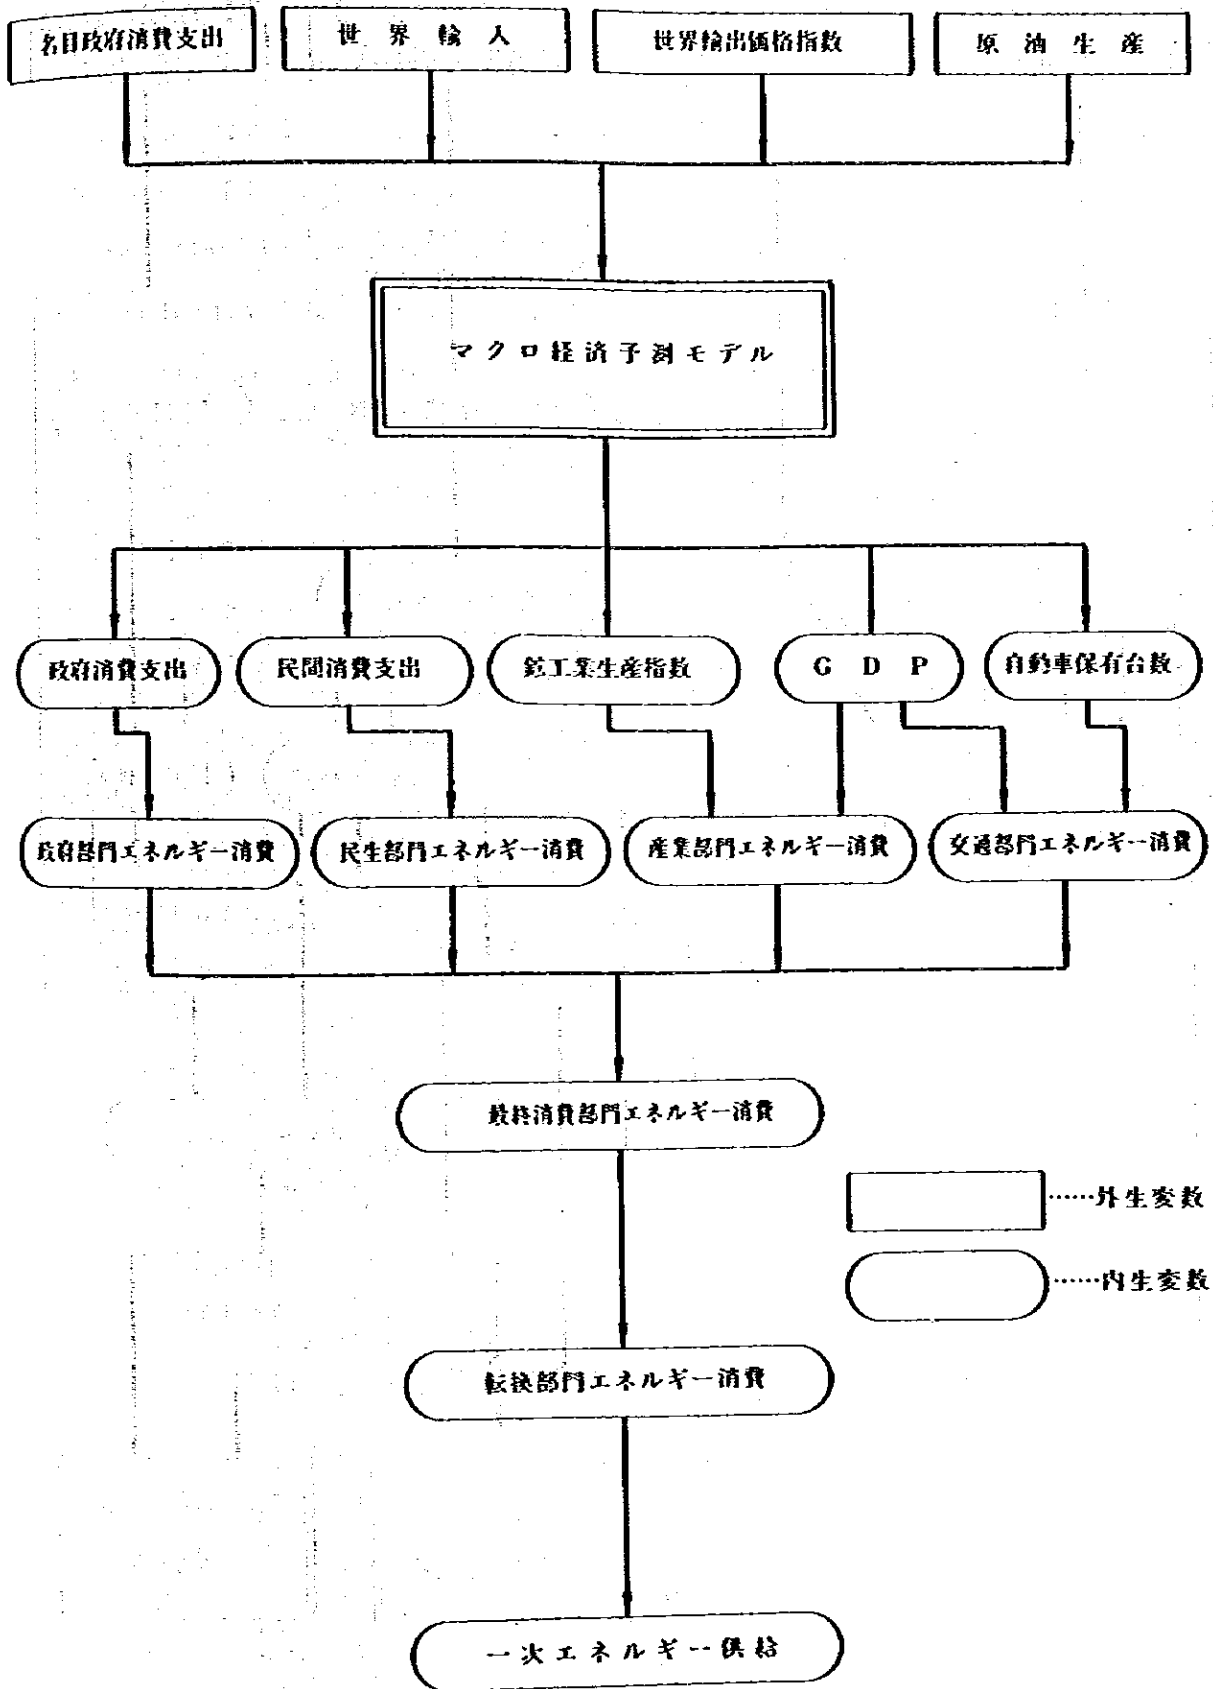 名目政府消費支出
世界輸入
世界輸出価格指数
原油生産
マクロ経済予測モデル
政府消費支出
民間消費支出
鉱工業生産指数
GDP
自動車保有台数
政府部門エネルギー消費
民生部門エネルギー消費
産業部門エネルギー消費
交通部門エネルギー消費
最終消費部門エネルギー消費
……外生変数
……内生変数
転換部門エネルギー消費
一次エネルギー供給